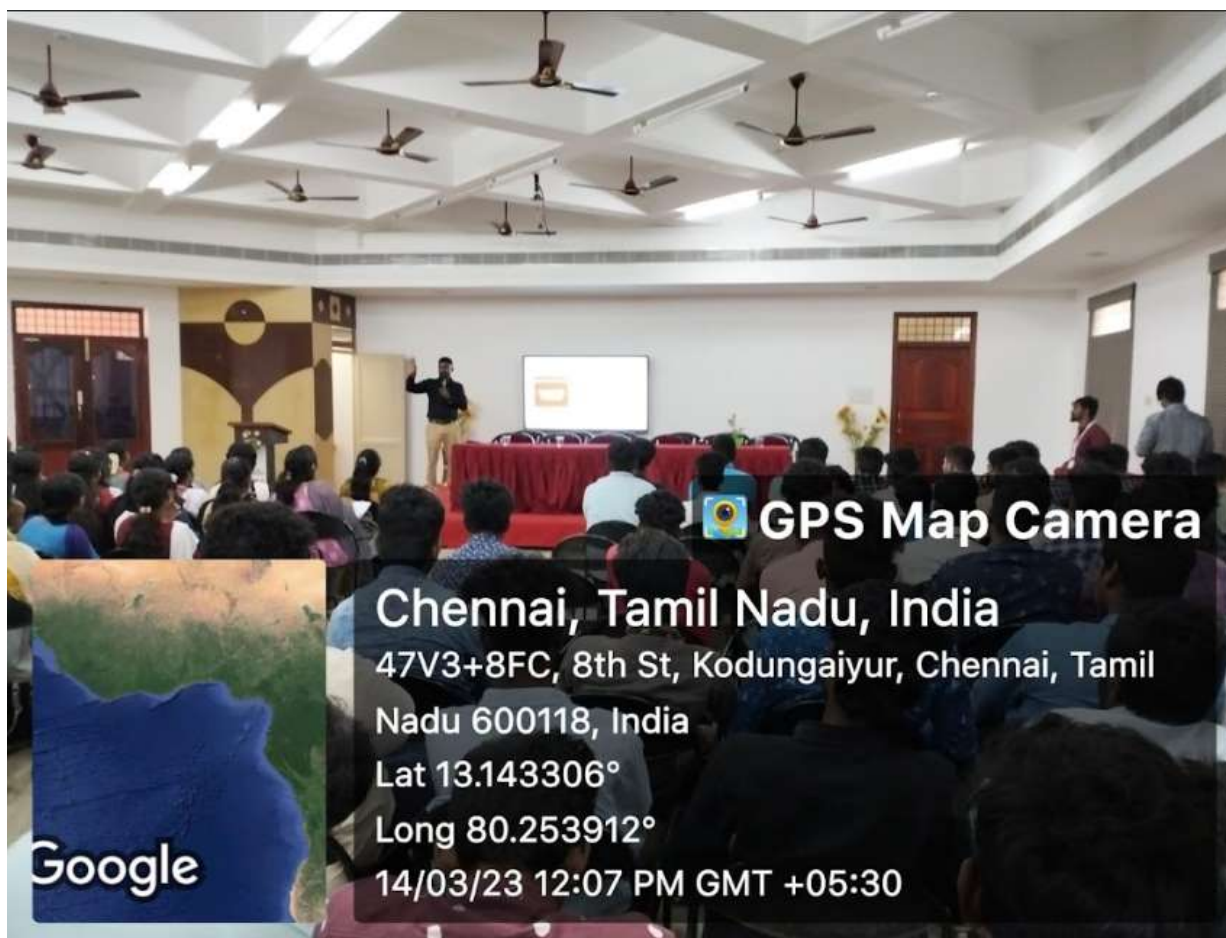 GPS Map Camera
Chennai, Tamil Nadu, India
47V3+8FC, 8th St, Kodungaiyur, Chennai, Tamil
Nadu 600118, India
Lat 13.143306°
Long 80.253912°
14/03/23 12:07 PM GMT +05:30
Google